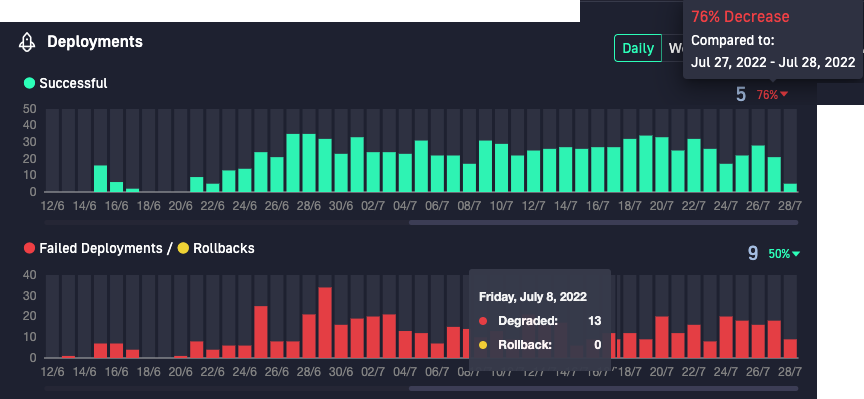 76% Decrease
Compared to:
Jul 27, 2022 - Jul 28, 2022
Deployments
Daily
Successful
5 76%
50
40
30
20
10
0
12/6 14/6 16/6 18/6 20/6 22/6 24/6 26/6 28/6 30/6 02/7 04/7 06/7 08/7 10/7 12/7 14/7 16/7 18/7 20/7 22/7 24/7 26/7 28/7
Failed Deployments / Rollbacks
9 50%
40
30
20
10
0
Friday, July 8, 2022
Degraded: 13
Rollback: 0
12/6 14/6 16/6 18/6 20/6 22/6 24/6 26/6 28/6 30/6 02/7 04/7 06/7 08/7 10/7 12/7 14/7 16/7 18/7 20/7 22/7 24/7 26/7 28/7